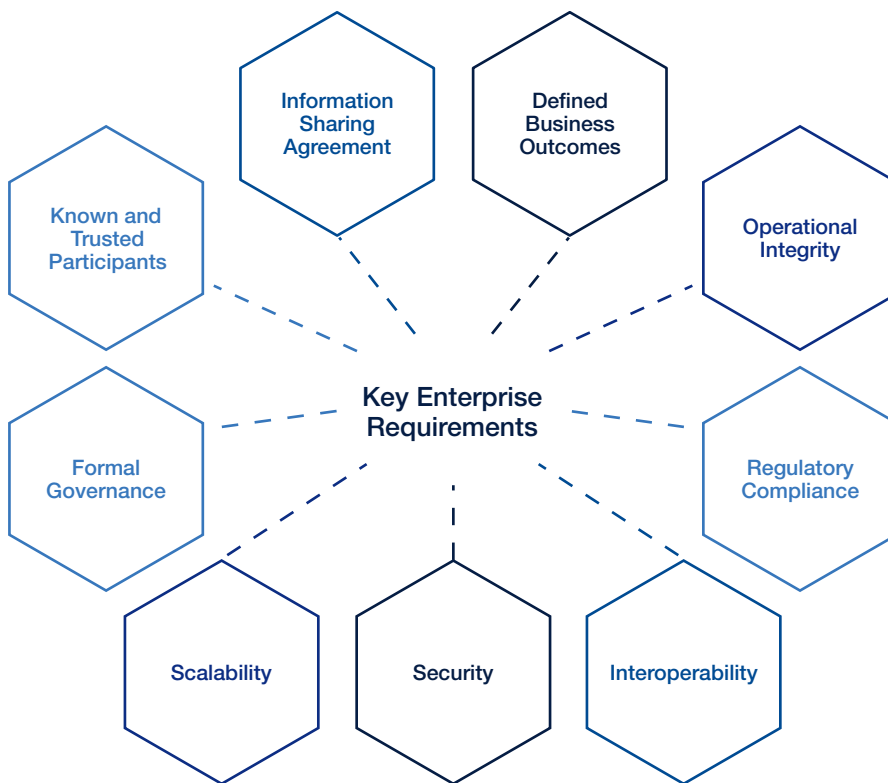 Information
Sharing
Agreement
Defined
Business
Outcomes
Known and
Trusted
Participants
Operational
Integrity
Key Enterprise
Requirements
Formal
Governance
Regulatory
Compliance
Scalability
Security
Interoperability